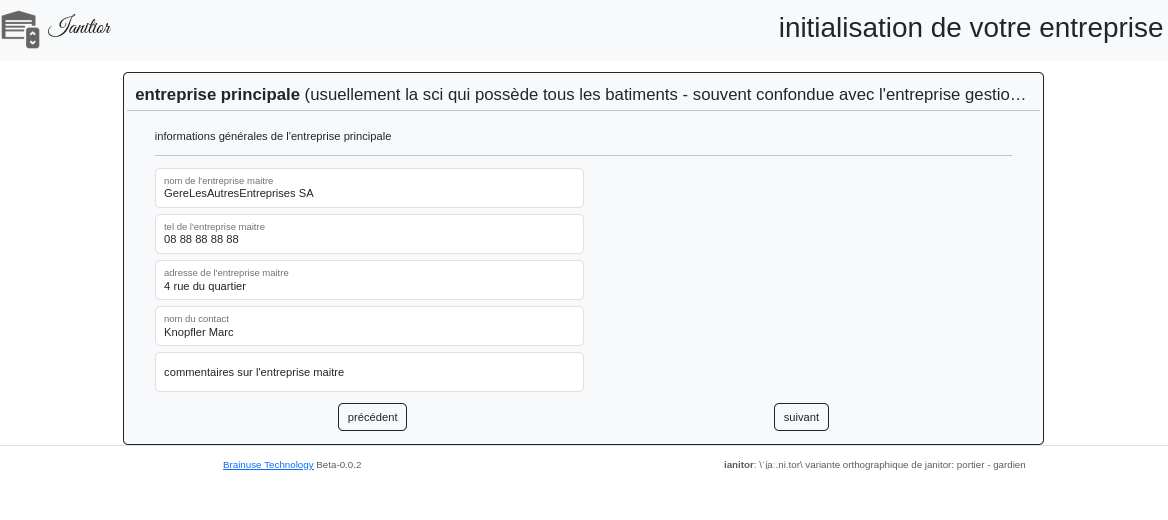 Ianitior
initialisation de votre entreprise
entreprise principale (usuellement la sci qui possède tous les batiments - souvent confondue avec l'entreprise gestio…
informations générales de l'entreprise principale
nom de l'entreprise maitre
GereLesAutresEntreprises SA
tel de l'entreprise maitre
08 88 88 88 88
adresse de l'entreprise maitre
4 rue du quartier
nom du contact
Knopfler Marc
commentaires sur l'entreprise maitre
précédent
suivant
Brainuse Technology Beta-0.0.2
ianitor: \ˈjaː.ni.tor\ variante orthographique de janitor: portier - gardien